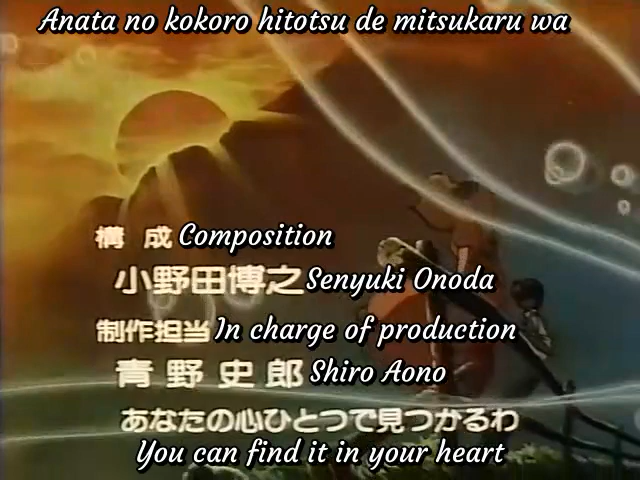 Anata no kokoro hitotsu de mitsukaru wa
構成 Composition
小野田博之 Senyuki Onoda
制作担当 In charge of production
青野史郎 Shiro Aono
あなたの心ひとつで見つかるわ
You can find it in your heart